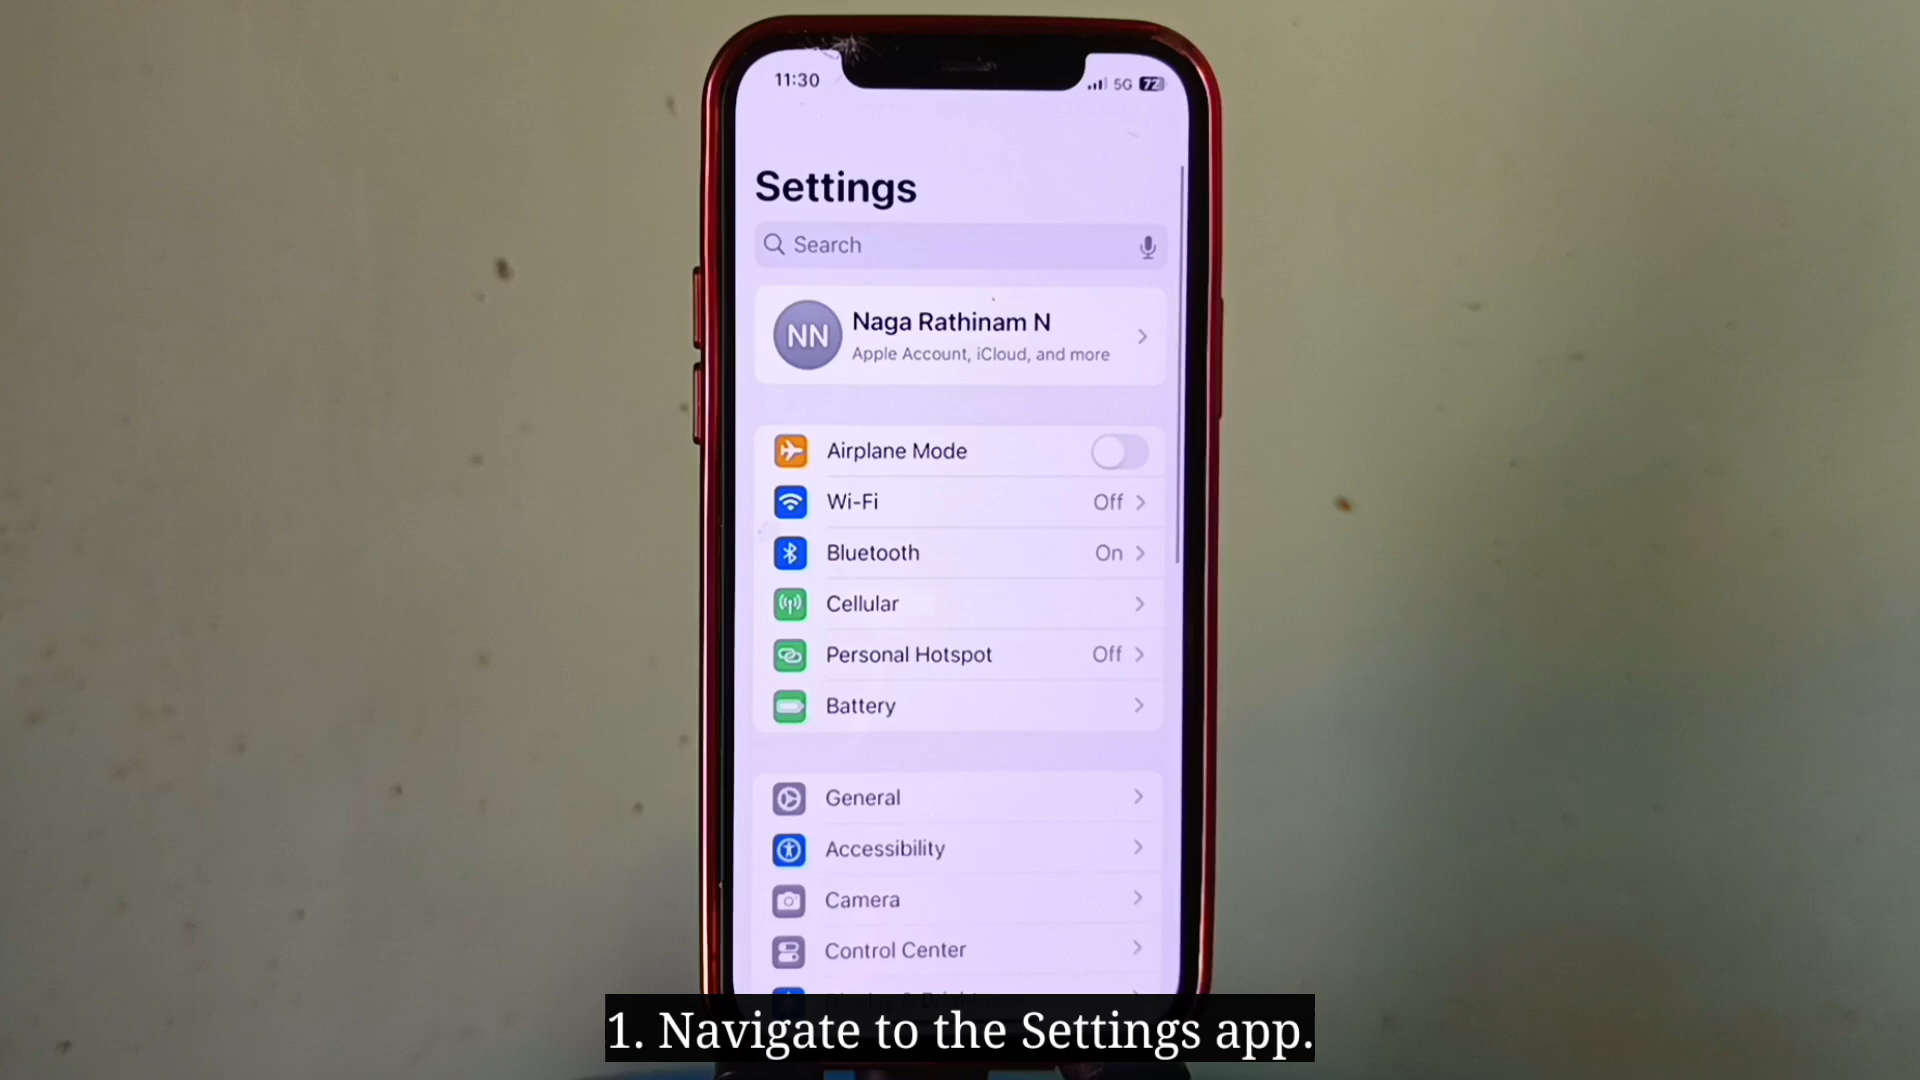 11:30
5G 72
Settings
Search
NN
Naga Rathinam N
Apple Account, iCloud, and more
Airplane Mode
Wi-Fi Off
Bluetooth On
Cellular
Personal Hotspot Off
Battery
General
Accessibility
Camera
Control Center
1. Navigate to the Settings app.